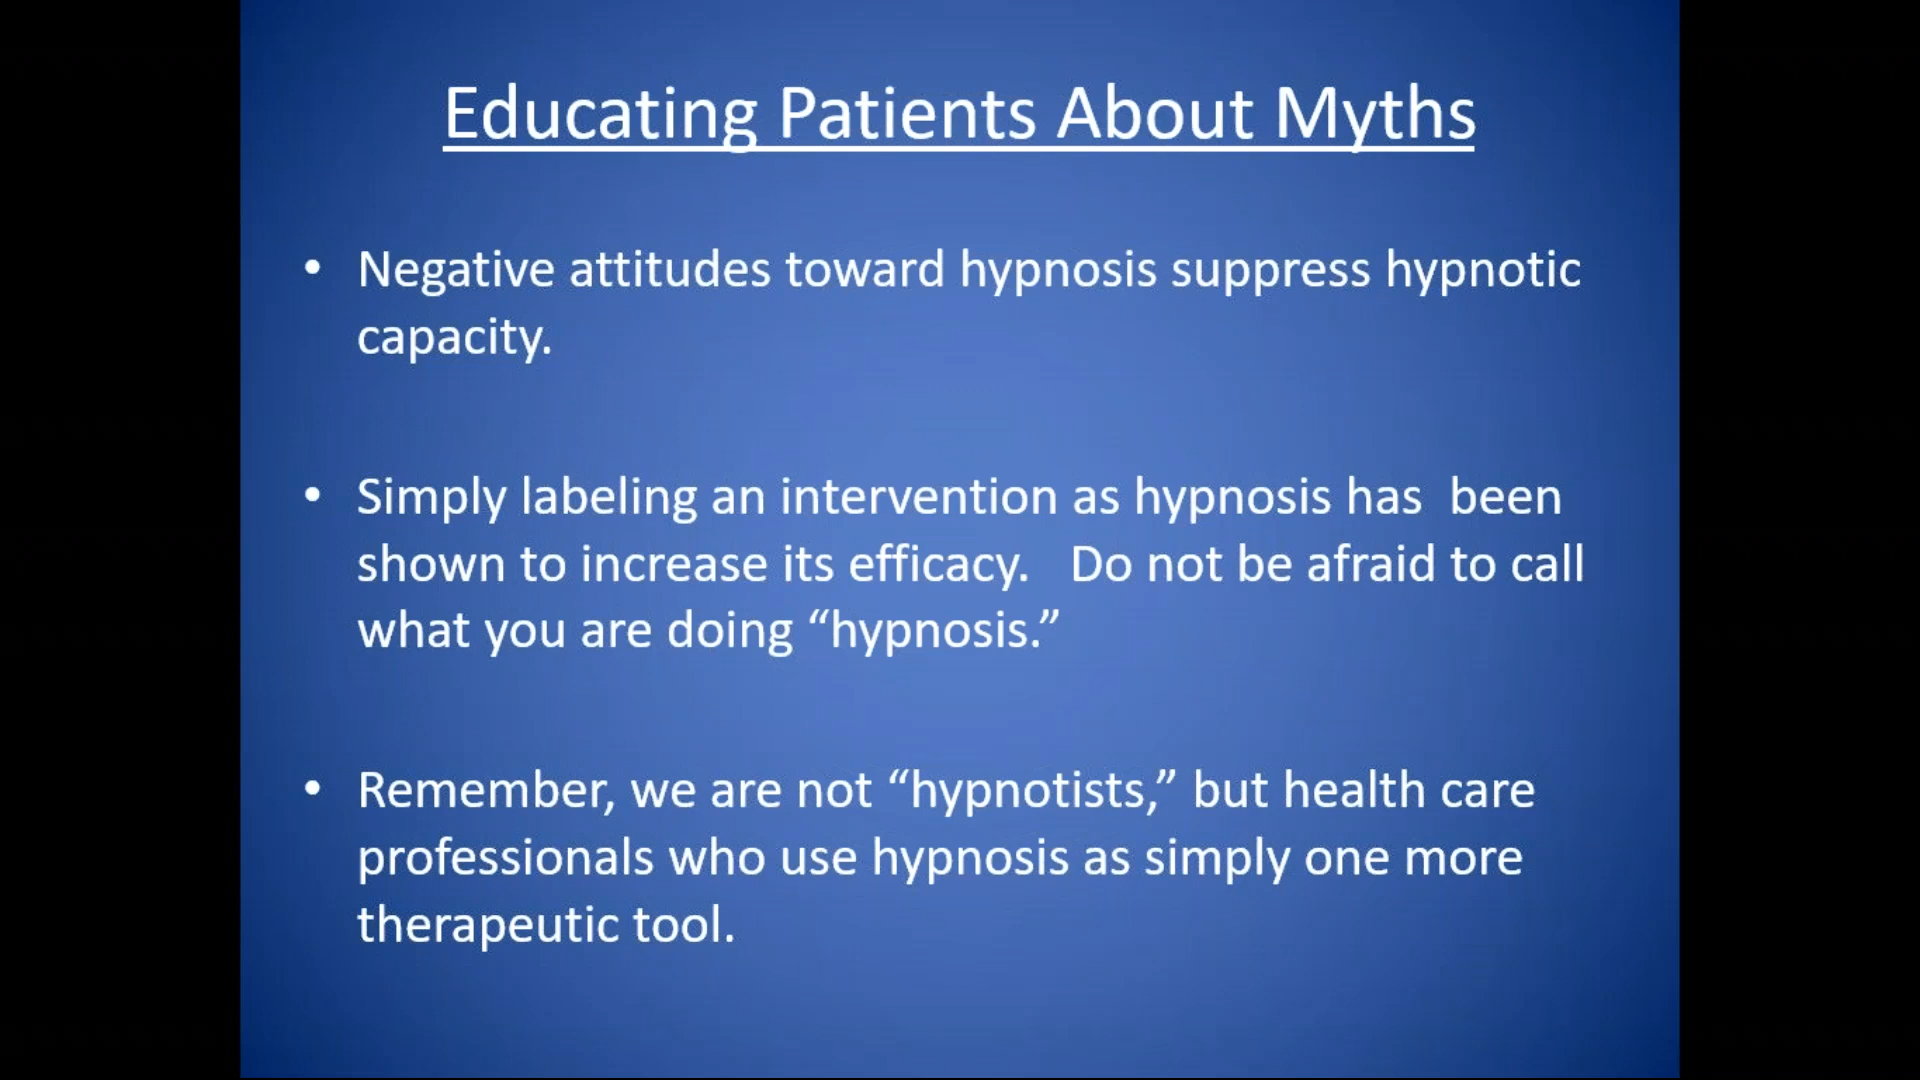 Educating Patients About Myths
• Negative attitudes toward hypnosis suppress hypnotic
capacity.
• Simply labeling an intervention as hypnosis has  been
shown to increase its efficacy.   Do not be afraid to call
what you are doing “hypnosis.”
• Remember, we are not “hypnotists,” but health care
professionals who use hypnosis as simply one more
therapeutic tool.